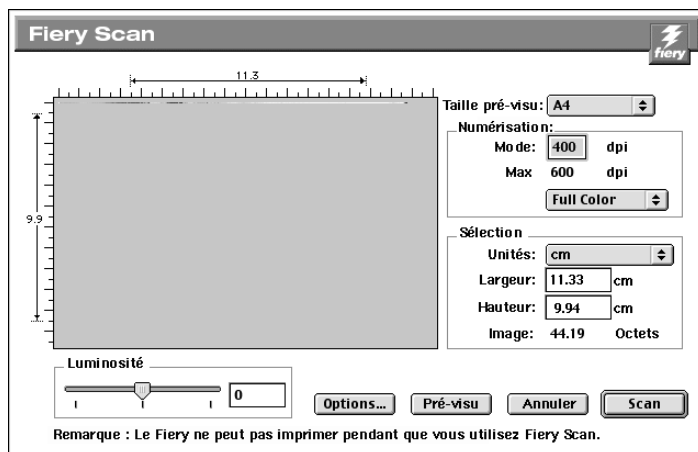 Fiery Scan
fiery
11.3
9.9
Taille pré-visu: A4
Numérisation:
Mode: 400 dpi
Max 600 dpi
Full Color
Sélection
Unités: cm
Largeur: 11.33 cm
Hauteur: 9.94 cm
Image: 44.19 Octets
Luminosité
0
Options... Pré-visu Annuler Scan
Remarque : Le Fiery ne peut pas imprimer pendant que vous utilisez Fiery Scan.